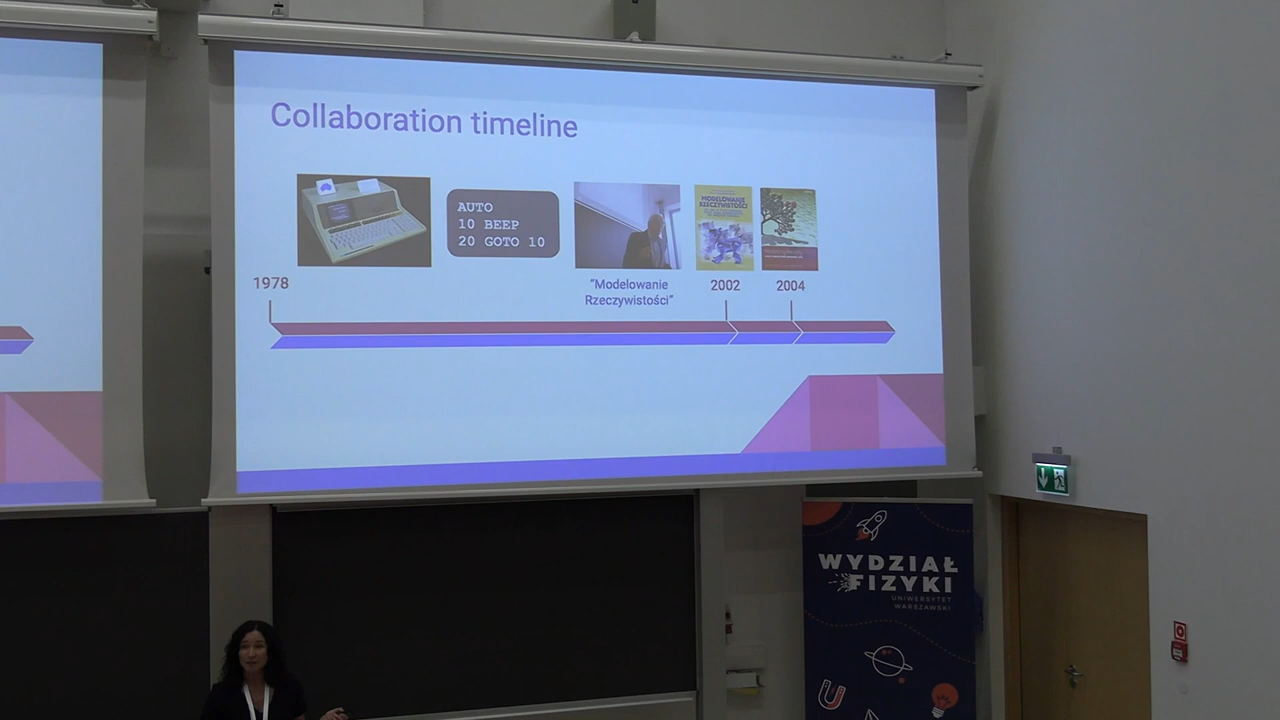 Collaboration timeline
AUTO
10 BEEP
20 GOTO 10
MODELOWANIE
RZECZYWISTOŚCI
1978
"Modelowanie
Rzeczywistości"
2002
2004
WYDZIAŁ
FIZYKI
UNIWERSYTET
WARSZAWSKI